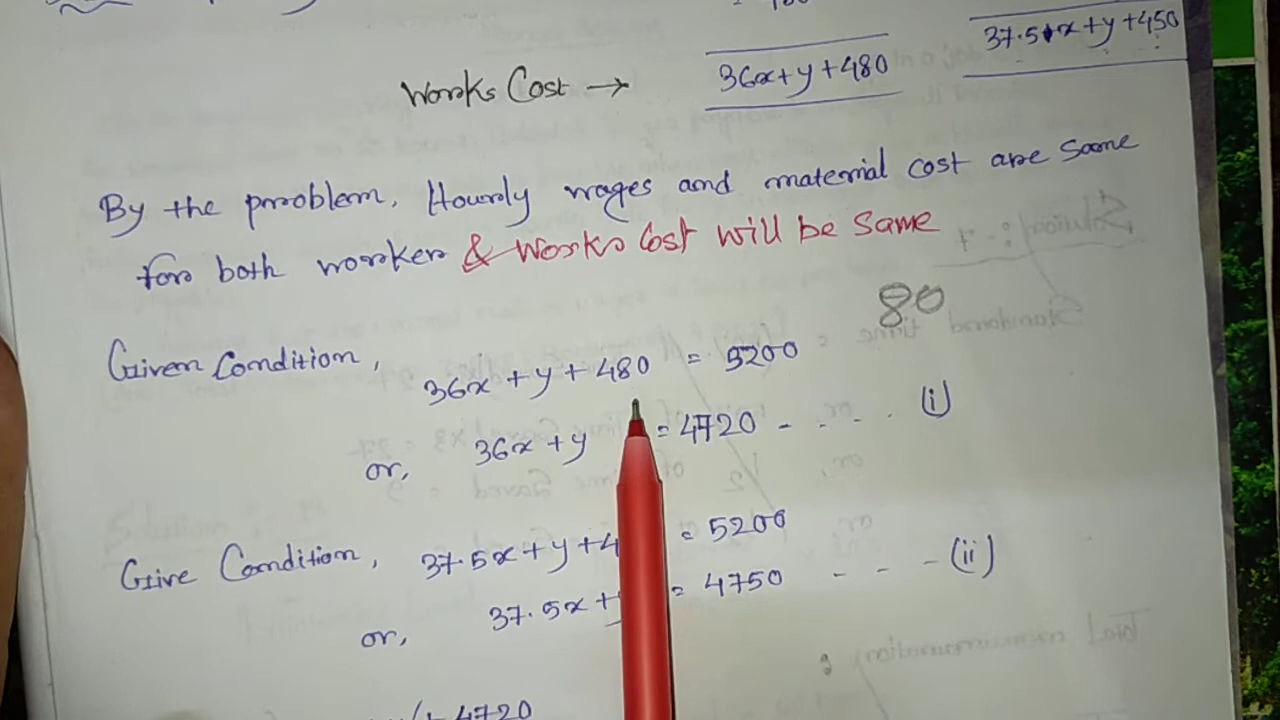 37.5x+y+450
Works Cost → 36x+y+480
By the problem, Hourly wages and material cost are same
for both worker & Works Cost will be same
80
Given Condition, 36x+y+480 = 5200
or, 36x+y = 4720 - . . . (i)
Give Condition, 37.5x+y+4 = 5200
or, 37.5x+ = 4750 - - - (ii)
4720